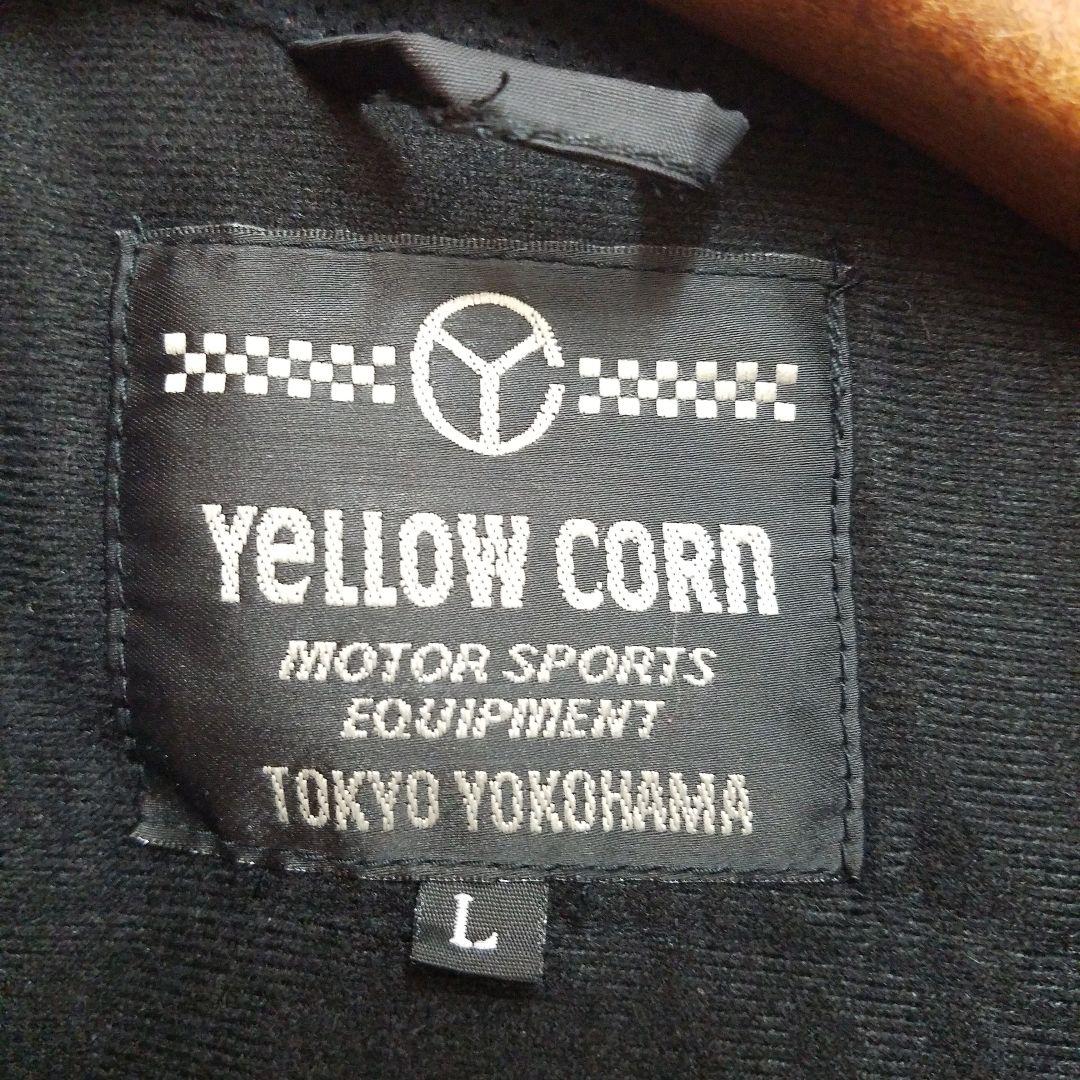 YeLLOW CORn
MOTOR SPORTS
EQUIPMENT
TOKYO YOKOHAMA
L